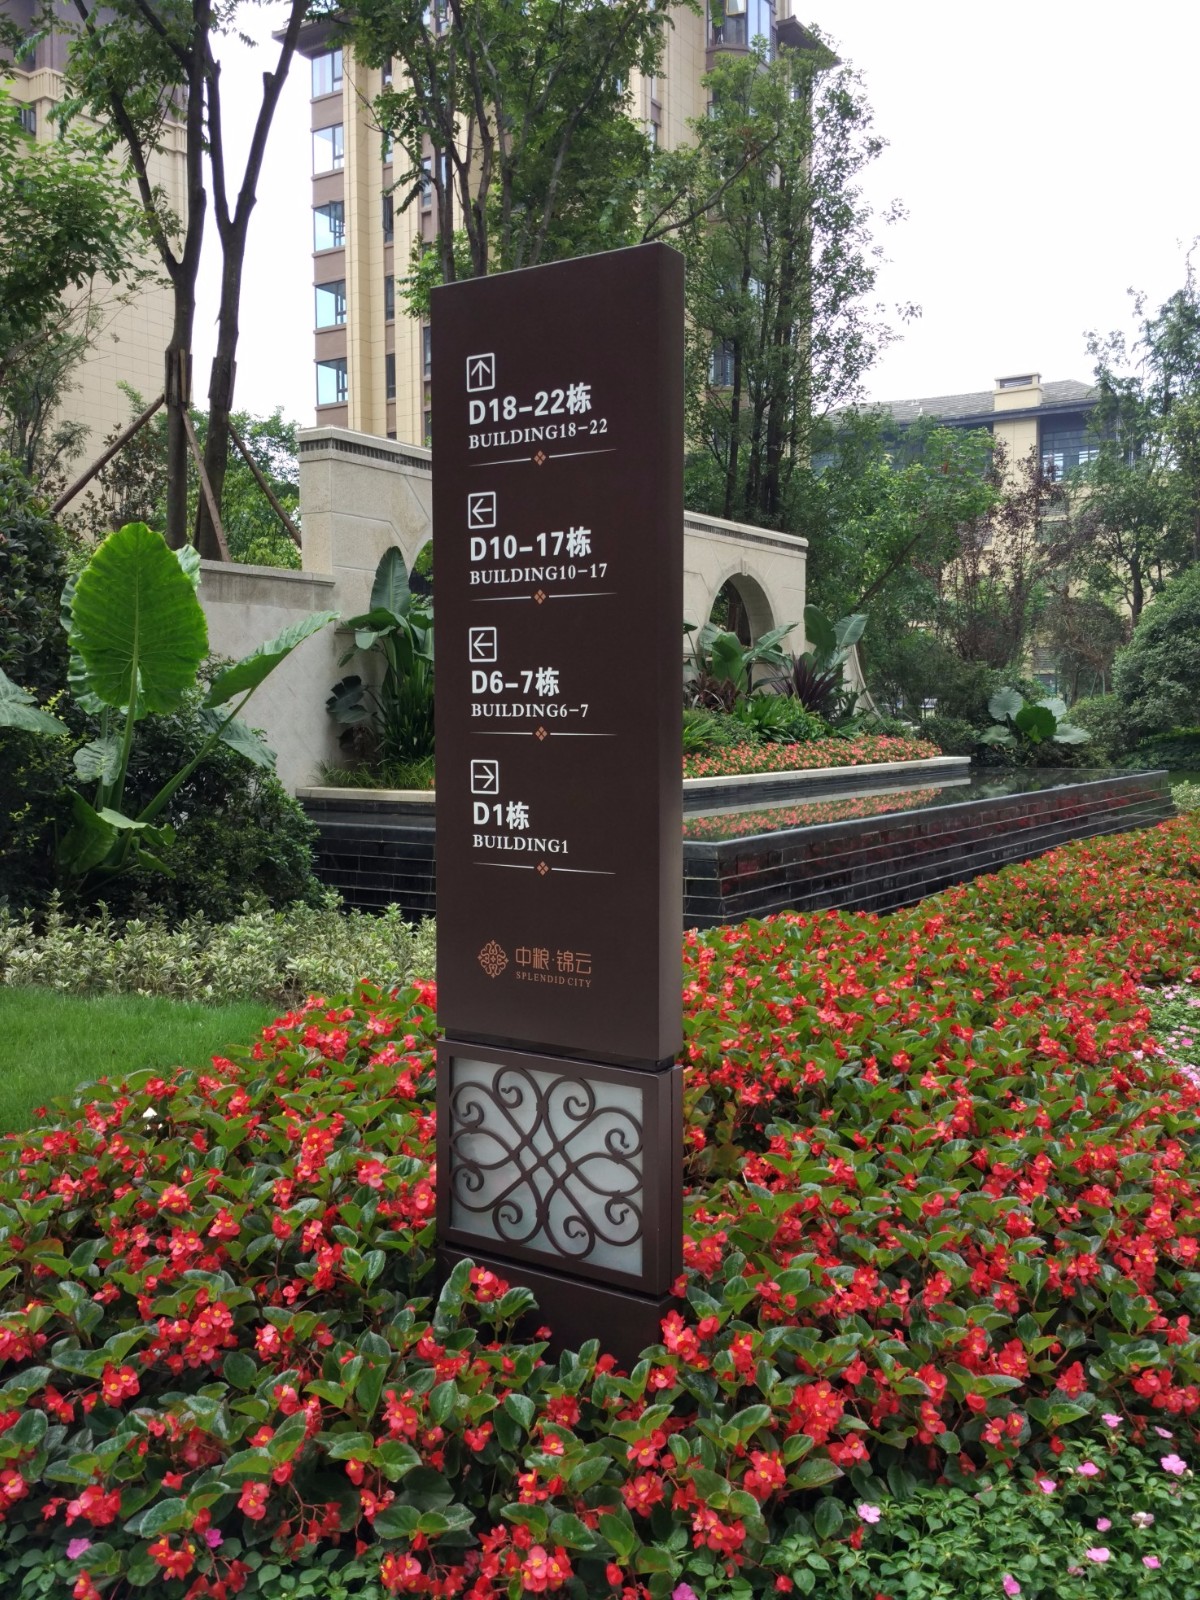 D18-22栋
BUILDING18-22
D10-17栋
BUILDING10-17
D6-7栋
BUILDING6-7
D1栋
BUILDING1
中粮·锦云
SPLENDID CITY